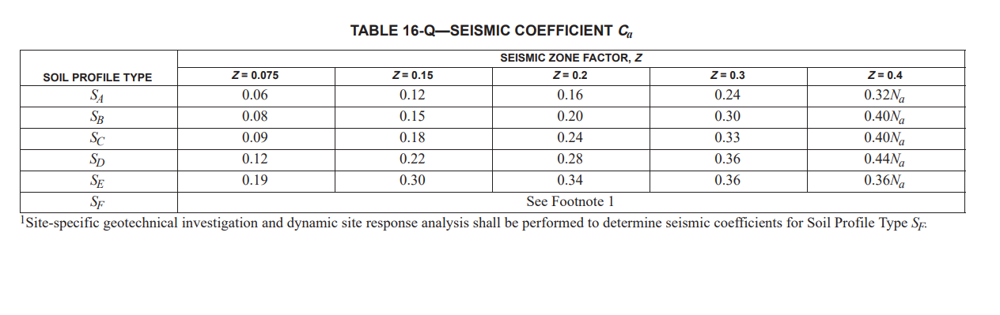 TABLE 16-Q—SEISMIC COEFFICIENT Ca
SEISMIC ZONE FACTOR, Z
SOIL PROFILE TYPE Z = 0.075 Z = 0.15 Z = 0.2 Z = 0.3 Z = 0.4
SA 0.06 0.12 0.16 0.24 0.32Na
SB 0.08 0.15 0.20 0.30 0.40Na
SC 0.09 0.18 0.24 0.33 0.40Na
SD 0.12 0.22 0.28 0.36 0.44Na
SE 0.19 0.30 0.34 0.36 0.36Na
SF See Footnote 1
1Site-specific geotechnical investigation and dynamic site response analysis shall be performed to determine seismic coefficients for Soil Profile Type SF.